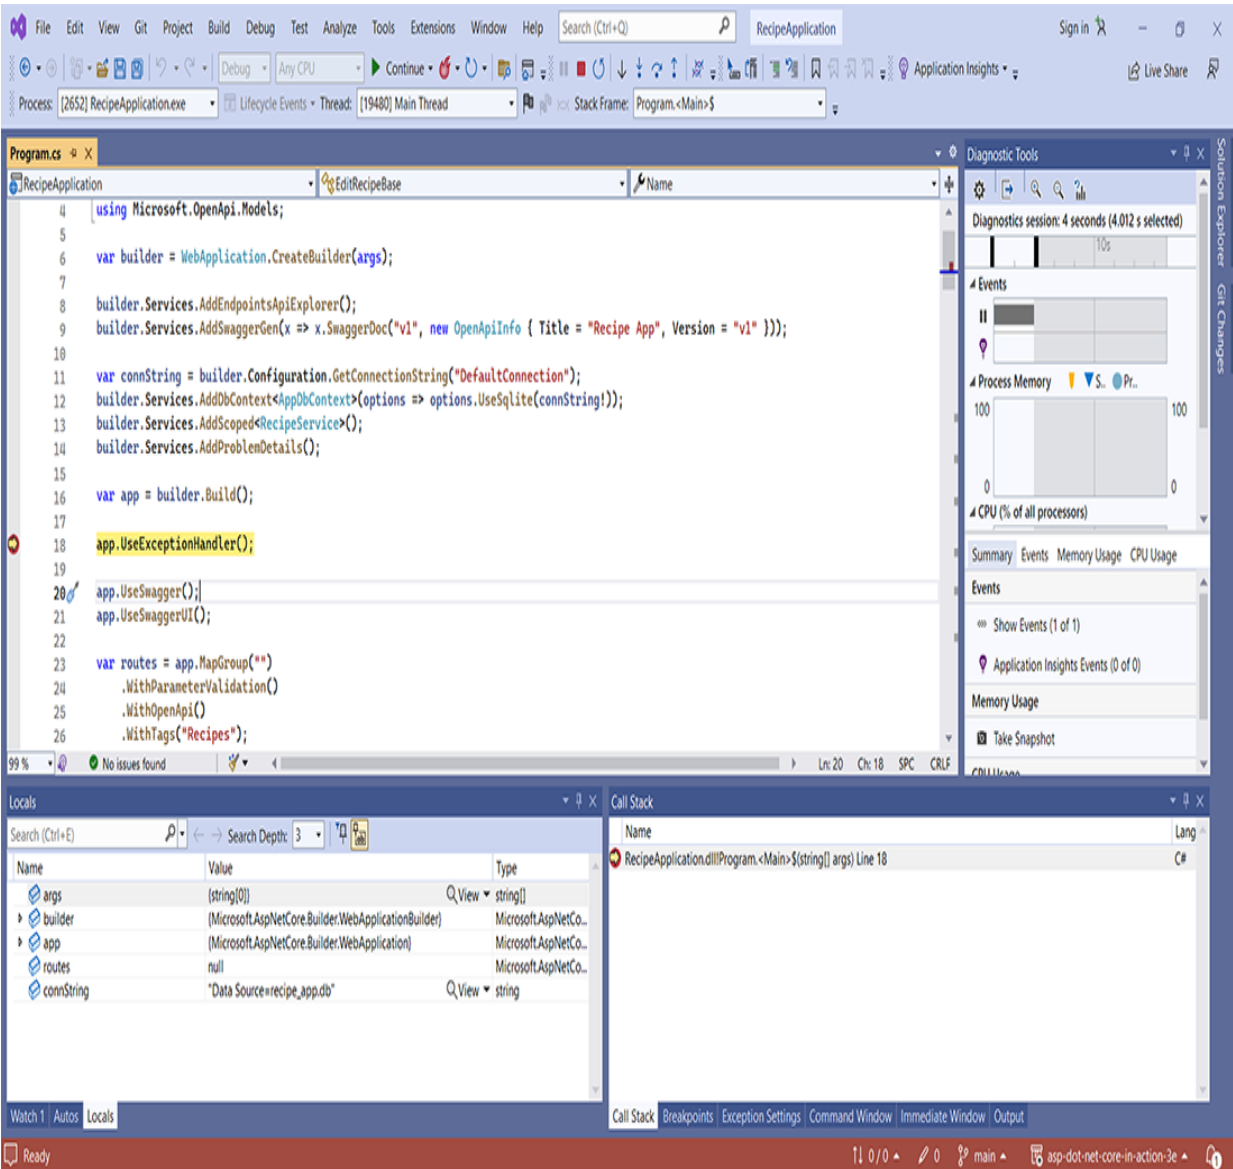 File Edit View Git Project Build Debug Test Analyze Tools Extensions Window Help Search (Ctrl+Q) RecipeApplication Sign in
Debug Any CPU Continue Application Insights Live Share
Process: [2652] RecipeApplication.exe Lifecycle Events Thread: [19480] Main Thread Stack Frame: Program.<Main>$
Program.cs
RecipeApplication EditRecipeBase Name
4 using Microsoft.OpenApi.Models;
5
6 var builder = WebApplication.CreateBuilder(args);
7
8 builder.Services.AddEndpointsApiExplorer();
9 builder.Services.AddSwaggerGen(x => x.SwaggerDoc("v1", new OpenApiInfo { Title = "Recipe App", Version = "v1" }));
10
11 var connString = builder.Configuration.GetConnectionString("DefaultConnection");
12 builder.Services.AddDbContext<AppDbContext>(options => options.UseSqlite(connString!));
13 builder.Services.AddScoped<RecipeService>();
14 builder.Services.AddProblemDetails();
15
16 var app = builder.Build();
17
18 app.UseExceptionHandler();
19
20 app.UseSwagger();
21 app.UseSwaggerUI();
22
23 var routes = app.MapGroup("")
24 .WithParameterValidation()
25 .WithOpenApi()
26 .WithTags("Recipes");
99 % No issues found Ln: 20 Ch: 18 SPC CRLF
Diagnostic Tools
Diagnostics session: 4 seconds (4.012 s selected)
10s
Events
Process Memory S.. Pr..
100 100
0 0
CPU (% of all processors)
Summary Events Memory Usage CPU Usage
Events
Show Events (1 of 1)
Application Insights Events (0 of 0)
Memory Usage
Take Snapshot
CPU Usage
Solution Explorer
Git Changes
Locals
Search (Ctrl+E) Search Depth: 3
Name Value Type
args {string[0]} View string[]
builder {Microsoft.AspNetCore.Builder.WebApplicationBuilder} Microsoft.AspNetCo...
app {Microsoft.AspNetCore.Builder.WebApplication} Microsoft.AspNetCo...
routes null Microsoft.AspNetCo...
connString "Data Source=recipe_app.db" View string
Watch 1 Autos Locals
Call Stack
Name Lang
RecipeApplication.dll!Program.<Main>$(string[] args) Line 18 C#
Call Stack Breakpoints Exception Settings Command Window Immediate Window Output
Ready 0/0 0 main asp-dot-net-core-in-action-3e 1